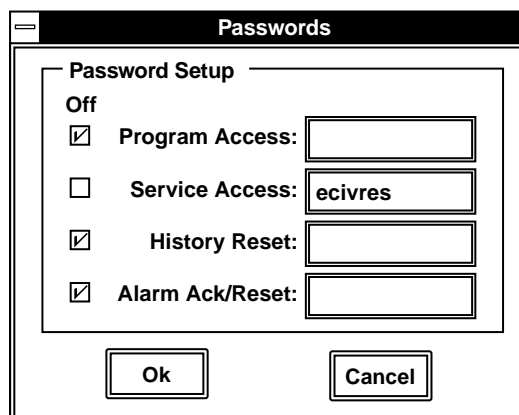 Passwords
Password Setup
Off
Program Access:
Service Access: ecivres
History Reset:
Alarm Ack/Reset:
Ok Cancel